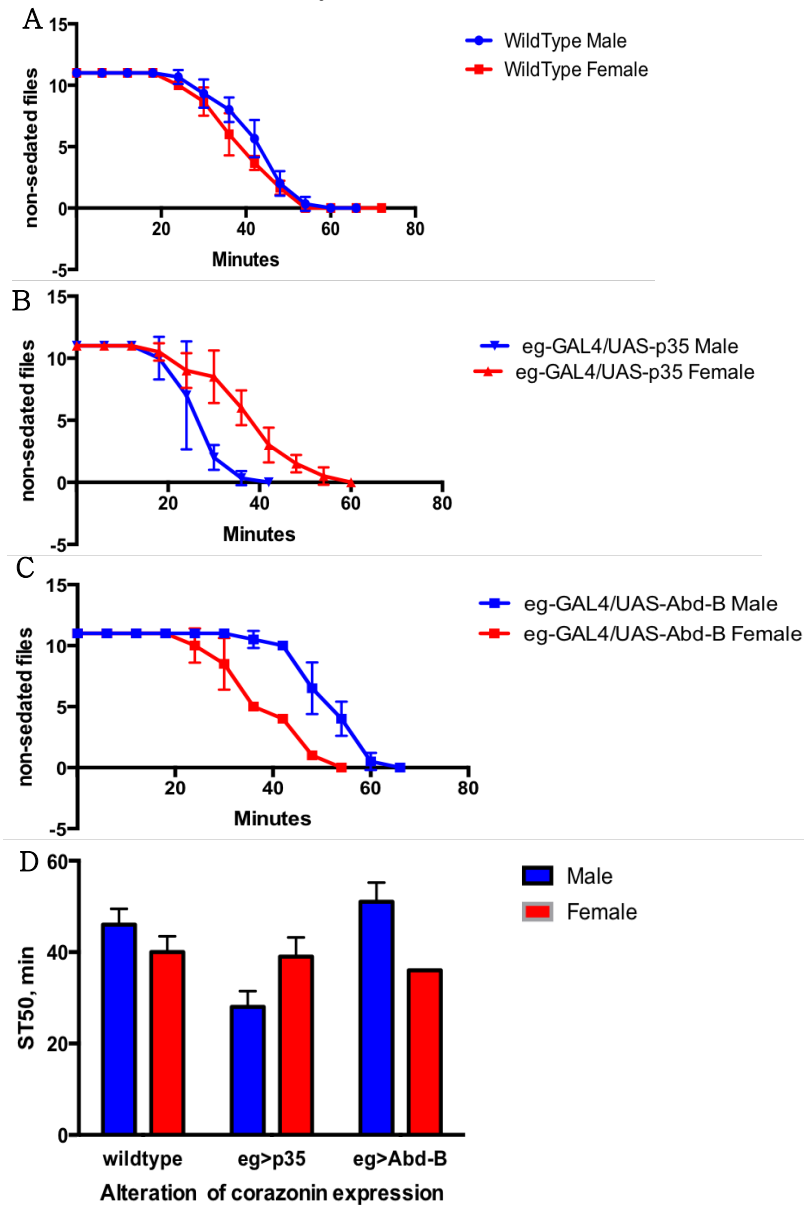 A
15
10
5
0
-5
non-sedated files
20 40 60 80
Minutes
WildType Male
WildType Female
B
15
10
5
0
-5
non-sedated files
20 40 60 80
Minutes
eg-GAL4/UAS-p35 Male
eg-GAL4/UAS-p35 Female
C
15
10
5
0
-5
non-sedated files
20 40 60 80
Minutes
eg-GAL4/UAS-Abd-B Male
eg-GAL4/UAS-Abd-B Female
D
60
40
20
0
ST50, min
wildtype eg>p35 eg>Abd-B
Alteration of corazonin expression
Male
Female